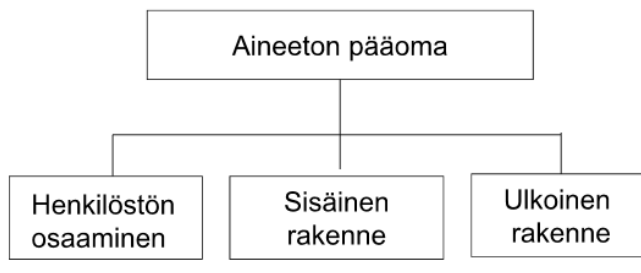 Aineeton pääoma
Henkilöstön
osaaminen
Sisäinen
rakenne
Ulkoinen
rakenne